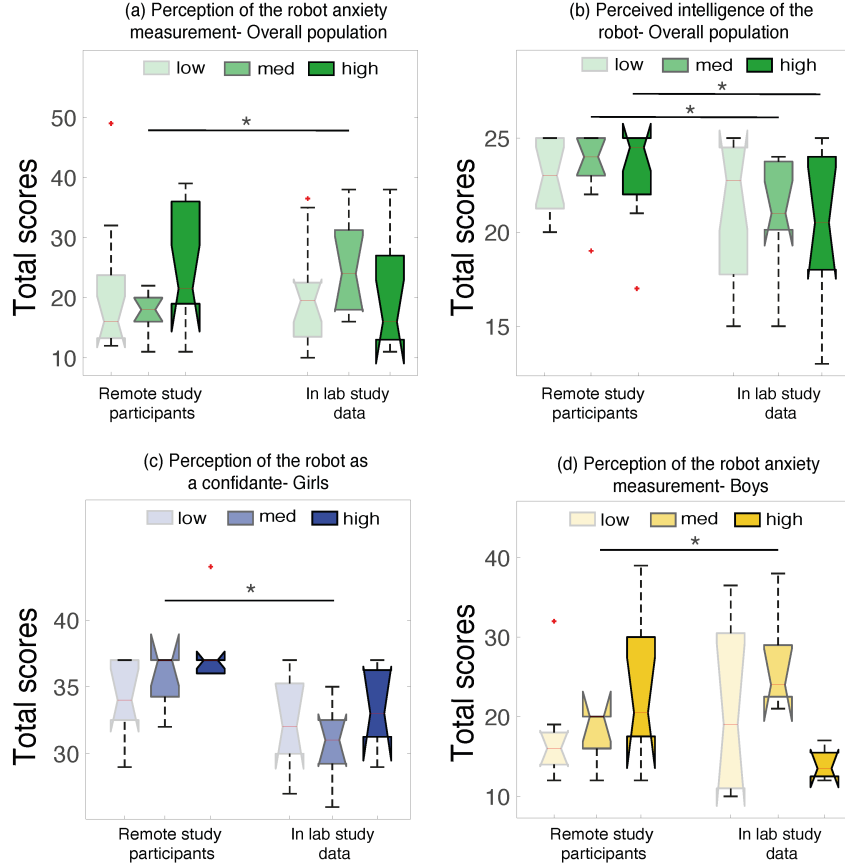 (a) Perception of the robot anxiety
measurement- Overall population
low med high
*
50
40
30
20
10
Total scores
Remote study
participants
In lab study
data
(b) Perceived intelligence of the
robot- Overall population
low med high
*
*
25
20
15
Total scores
Remote study
participants
In lab study
data
(c) Perception of the robot as
a confidante- Girls
low med high
*
40
35
30
Total scores
Remote study
participants
In lab study
data
(d) Perception of the robot anxiety
measurement- Boys
low med high
*
40
30
20
10
Total scores
Remote study
participants
In lab study
data